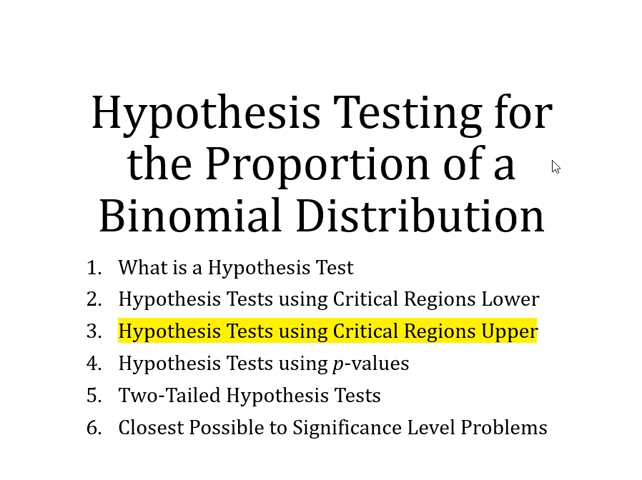 Hypothesis Testing for
the Proportion of a
Binomial Distribution
1. What is a Hypothesis Test
2. Hypothesis Tests using Critical Regions Lower
3. Hypothesis Tests using Critical Regions Upper
4. Hypothesis Tests using p-values
5. Two-Tailed Hypothesis Tests
6. Closest Possible to Significance Level Problems